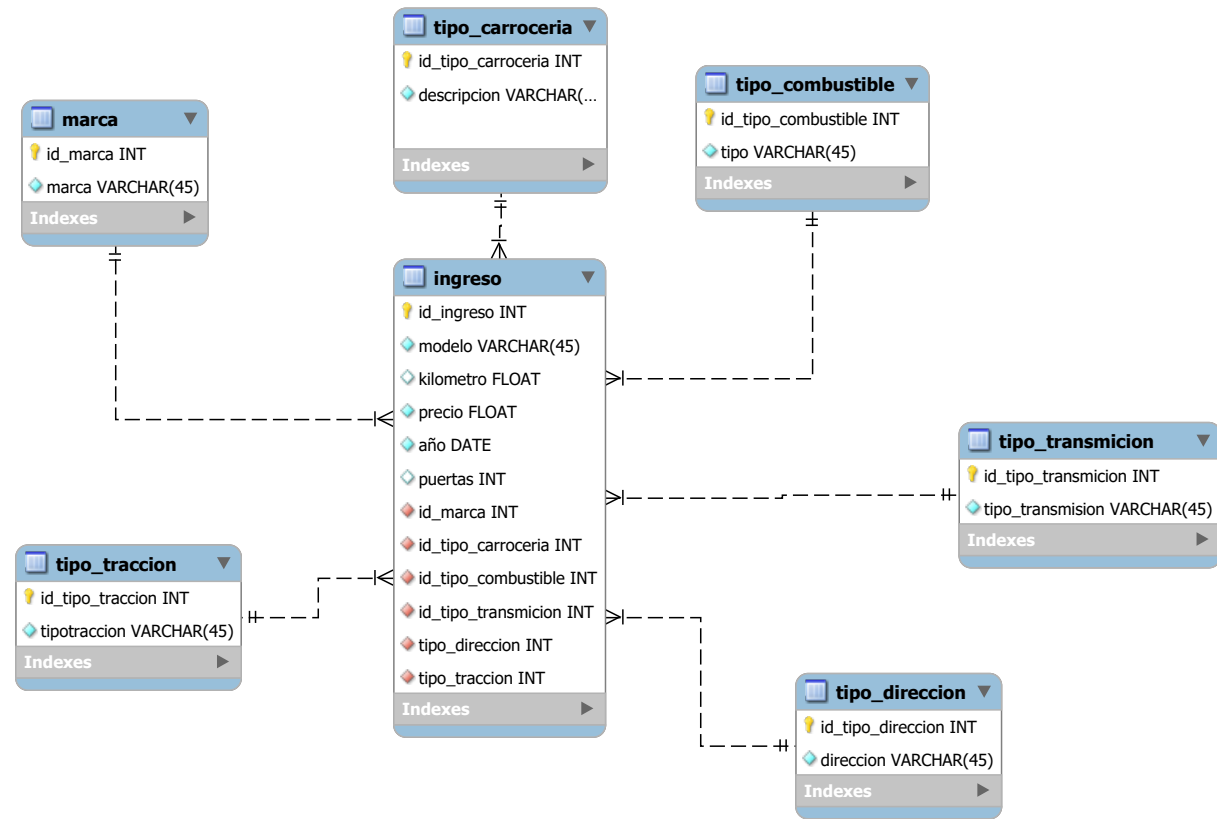 tipo_carroceria
id_tipo_carroceria INT
descripcion VARCHAR(...
Indexes
tipo_combustible
id_tipo_combustible INT
tipo VARCHAR(45)
Indexes
marca
id_marca INT
marca VARCHAR(45)
Indexes
ingreso
id_ingreso INT
modelo VARCHAR(45)
kilometro FLOAT
precio FLOAT
año DATE
puertas INT
id_marca INT
id_tipo_carroceria INT
id_tipo_combustible INT
id_tipo_transmicion INT
tipo_direccion INT
tipo_traccion INT
Indexes
tipo_transmicion
id_tipo_transmicion INT
tipo_transmision VARCHAR(45)
Indexes
tipo_traccion
id_tipo_traccion INT
tipotraccion VARCHAR(45)
Indexes
tipo_direccion
id_tipo_direccion INT
direccion VARCHAR(45)
Indexes